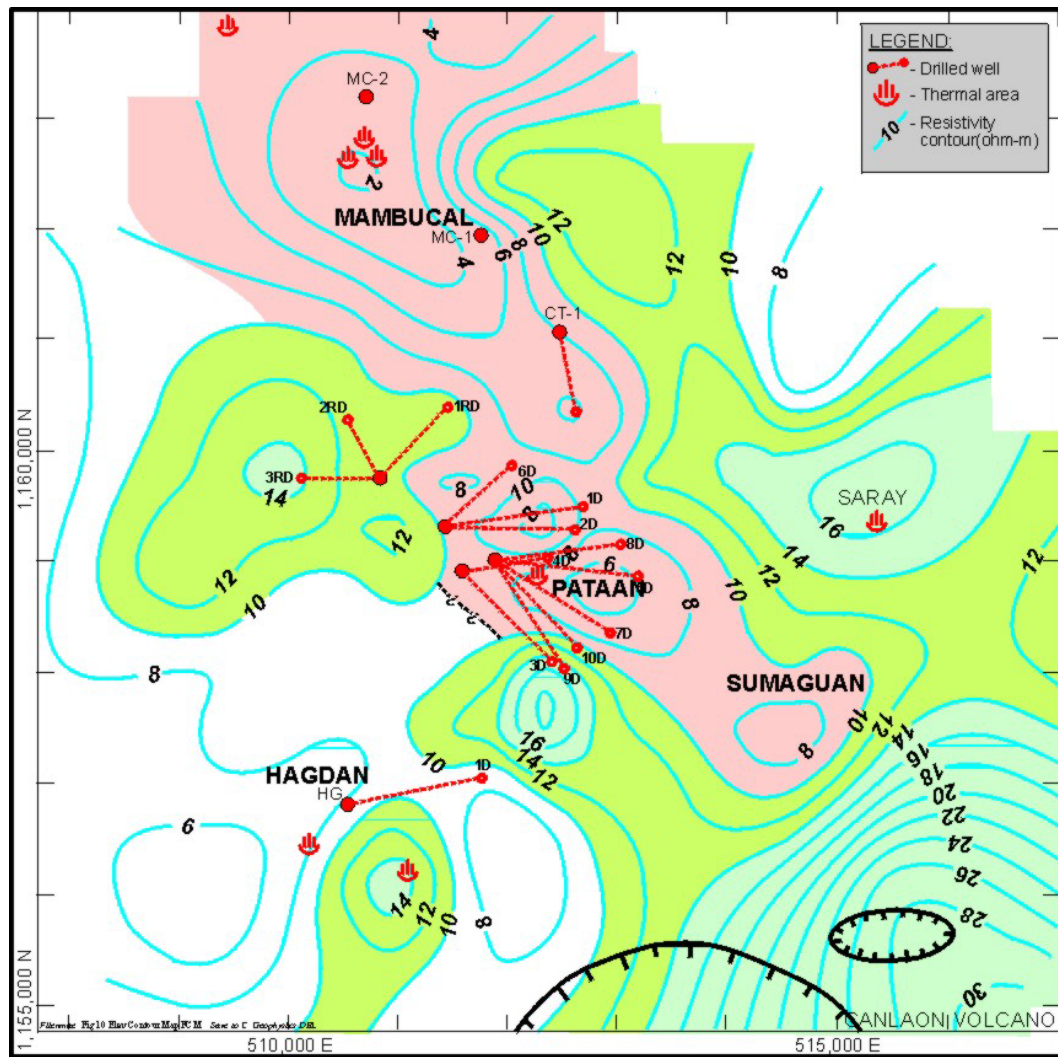 LEGEND:
- Drilled well
- Thermal area
10
- Resistivity
contour(ohm-m)
4
MC-2
2
MAMBUCAL
MC-1
4
6
8
10
12
12
10
8
CT-1
2RD
1RD
3RD
14
12
10
12
8
6D
10
8
1D
2D
8D
4D
6
PATAAN
7D
10D
3D
9D
8
10
12
SARAY
16
14
12
1,160,000 N
? ?
8
SUMAGUAN
8
10
12
14
16
18
20
22
24
26
28
30
16
14
12
10
HAGDAN
HG
1D
6
14
12
10
8
1,155,000 N
CANLAON VOLCANO
510,000 E
515,000 E